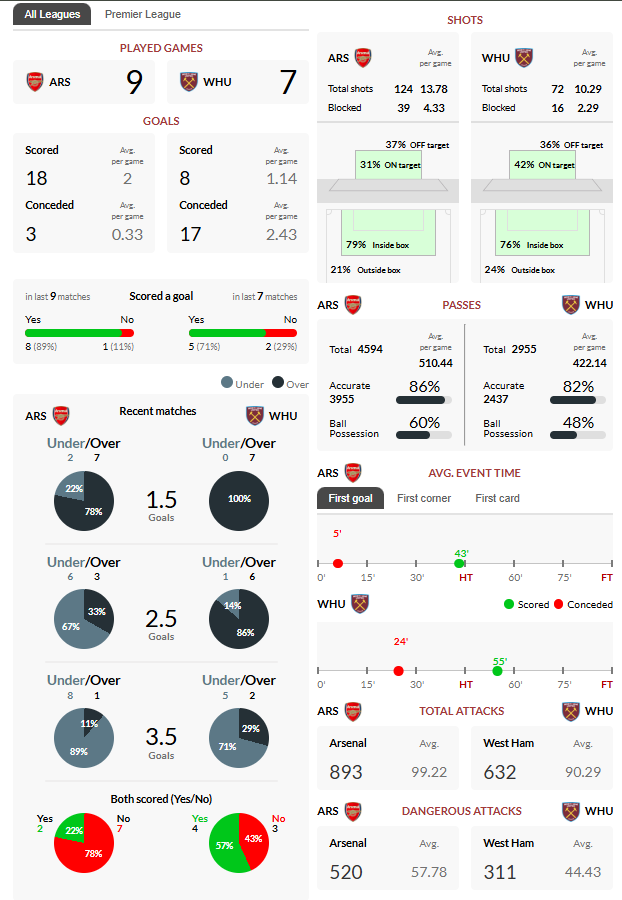 All Leagues Premier League
PLAYED GAMES
ARS 9 WHU 7
GOALS
Scored Avg. per game
18 2
Conceded Avg. per game
3 0.33
Scored Avg. per game
8 1.14
Conceded Avg. per game
17 2.43
in last 9 matches Scored a goal in last 7 matches
Yes No Yes No
8 (89%) 1 (11%) 5 (71%) 2 (29%)
Under Over
ARS Recent matches WHU
Under/Over Under/Over
2 7 0 7
22% 78% 1.5 Goals 100%
Under/Over Under/Over
6 3 1 6
33% 67% 2.5 Goals 14% 86%
Under/Over Under/Over
8 1 5 2
11% 89% 3.5 Goals 29% 71%
Both scored (Yes/No)
Yes No Yes No
2 7 4 3
22% 78% 57% 43%
SHOTS
ARS Avg. per game
Total shots 124 13.78
Blocked 39 4.33
37% OFF target
31% ON target
79% Inside box
21% Outside box
WHU Avg. per game
Total shots 72 10.29
Blocked 16 2.29
36% OFF target
42% ON target
76% Inside box
24% Outside box
ARS PASSES WHU
Total 4594 Avg. per game 510.44
Accurate 3955 86%
Ball Possession 60%
Total 2955 Avg. per game 422.14
Accurate 2437 82%
Ball Possession 48%
ARS AVG. EVENT TIME
First goal First corner First card
5' 43'
0' 15' 30' HT 60' 75' FT
WHU Scored Conceded
24' 55'
0' 15' 30' HT 60' 75' FT
ARS TOTAL ATTACKS WHU
Arsenal Avg. West Ham Avg.
893 99.22 632 90.29
ARS DANGEROUS ATTACKS WHU
Arsenal Avg. West Ham Avg.
520 57.78 311 44.43